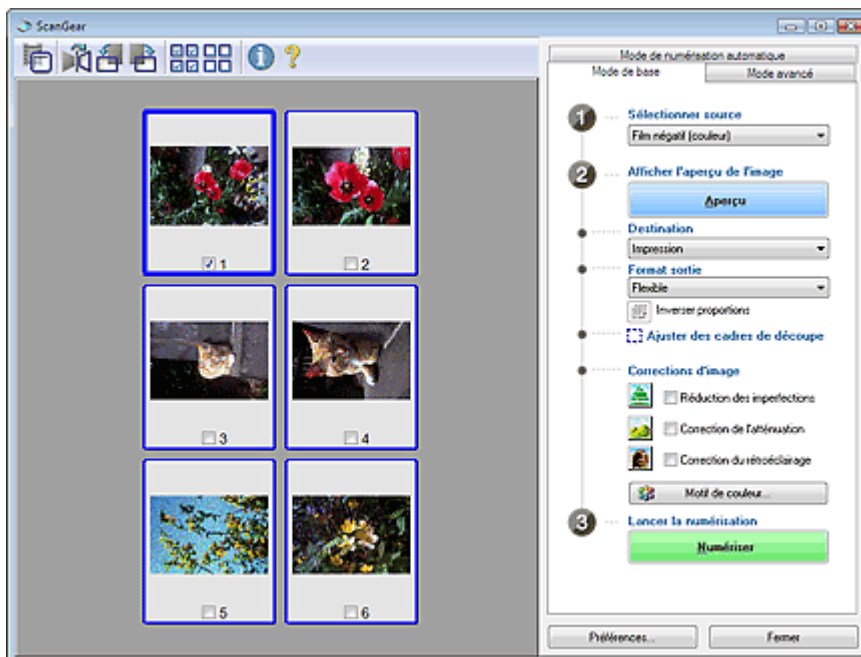 ScanGear
1
2
3
4
5
6
Mode de numérisation automatique
Mode de base
Mode avancé
1
Sélectionner source
Film négatif (couleur)
2
Afficher l'aperçu de l'image
Aperçu
Destination
Impression
Format sortie
Flexible
Inverser proportions
Ajuster des cadres de découpe
Corrections d'image
Réduction des imperfections
Correction de l'atténuation
Correction du rétroéclairage
Motif de couleur...
3
Lancer la numérisation
Numériser
Préférences...
Fermer